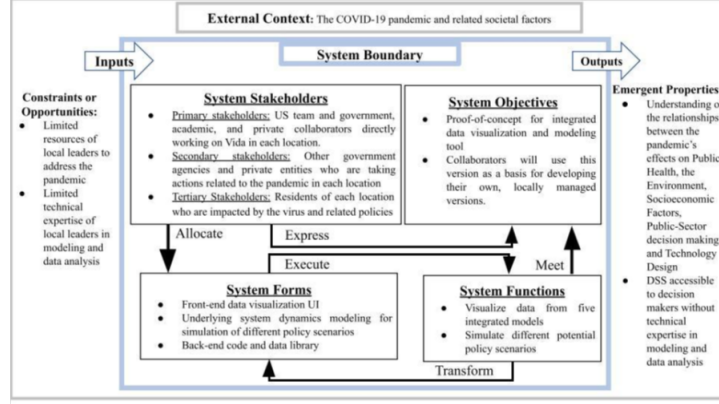 External Context: The COVID-19 pandemic and related societal factors
System Boundary
Inputs
Outputs
Constraints or
Opportunities:
● Limited
resources of
local leaders to
address the
pandemic
● Limited
technical
expertise of
local leaders in
modeling and
data analysis
System Stakeholders
● Primary stakeholders: US team and government,
academic, and private collaborators directly
working on Vida in each location.
● Secondary stakeholders: Other government
agencies and private entities who are taking
actions related to the pandemic in each location
● Tertiary Stakeholders: Residents of each location
who are impacted by the virus and related policies
System Objectives
● Proof-of-concept for integrated
data visualization and modeling
tool
● Collaborators will use this
version as a basis for developing
their own, locally managed
versions.
Allocate
Express
Execute
Meet
System Forms
● Front-end data visualization UI
● Underlying system dynamics modeling for
simulation of different policy scenarios
● Back-end code and data library
System Functions
● Visualize data from five
integrated models
● Simulate different potential
policy scenarios
Transform
Emergent Properties
● Understanding o
the relationships
between the
pandemic's
effects on Public
Health, the
Environment,
Socioeconomic
Factors,
Public-Sector
decision making
and Technology
Design
● DSS accessible
to decision
makers without
technical
expertise in
modeling and
data analysis